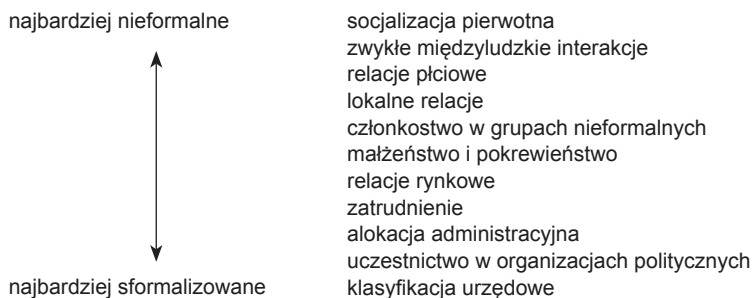 najbardziej nieformalne
socjalizacja pierwotna
zwykłe międzyludzkie interakcje
relacje płciowe
lokalne relacje
członkostwo w grupach nieformalnych
małżeństwo i pokrewieństwo
relacje rynkowe
zatrudnienie
alokacja administracyjna
uczestnictwo w organizacjach politycznych
najbardziej sformalizowane
klasyfikacja urzędowe